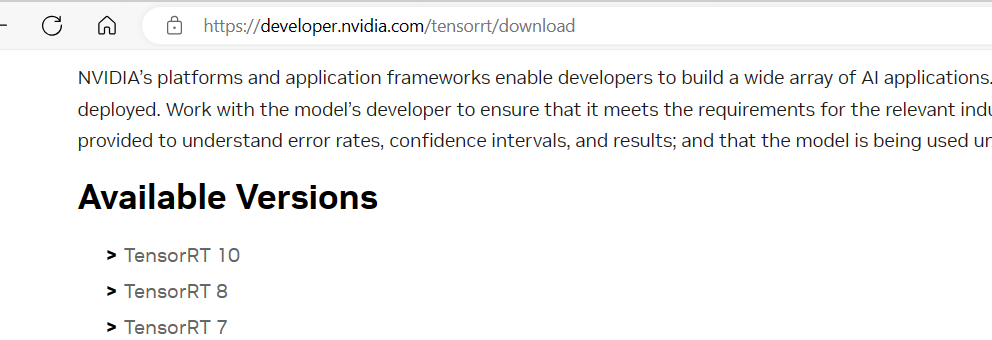 https://developer.nvidia.com/tensorrt/download
NVIDIA’s platforms and application frameworks enable developers to build a wide array of AI applications.
deployed. Work with the model’s developer to ensure that it meets the requirements for the relevant indu
provided to understand error rates, confidence intervals, and results; and that the model is being used un
Available Versions
> TensorRT 10
> TensorRT 8
> TensorRT 7